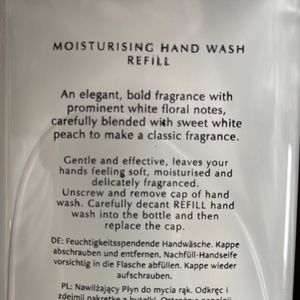 MOISTURISING HAND WASH
REFILL
An elegant, bold fragrance with
prominent white floral notes,
carefully blended with sweet white
peach to make a classic fragrance.
Gentle and effective, leaves your
hands feeling soft, moisturised and
delicately fragranced.
Unscrew and remove cap of hand
wash. Carefully decant REFILL hand
wash into the bottle and then
replace the cap.
DE: Feuchtigkeitsspendende Handwäsche. Kappe
abschrauben und entfernen. Nachfüll-Handseife
vorsichtig in die Flasche abfüllen. Kappe wieder
aufschrauben.
PL: Nawilżający Płyn do mycia rąk. Odkręć i
zdejmij nakrętkę z butelki.